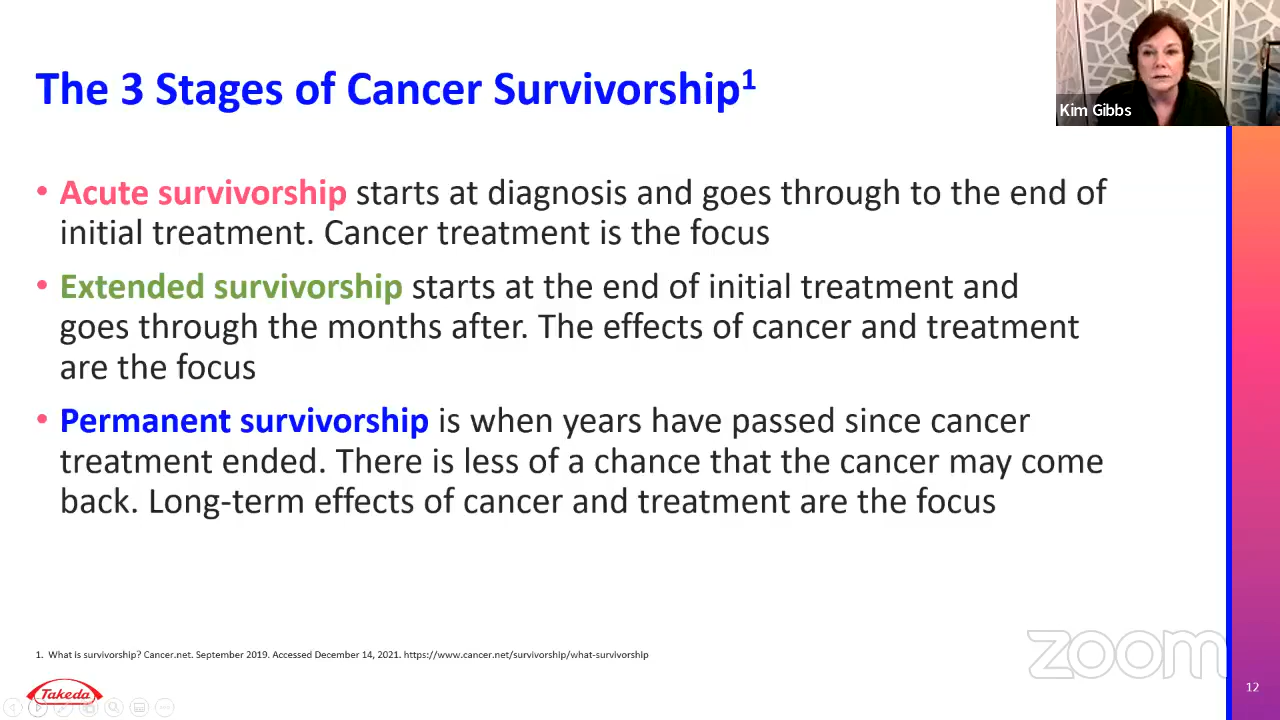 The 3 Stages of Cancer Survivorship1
Kim Gibbs
• Acute survivorship starts at diagnosis and goes through to the end of
initial treatment. Cancer treatment is the focus
• Extended survivorship starts at the end of initial treatment and
goes through the months after. The effects of cancer and treatment
are the focus
• Permanent survivorship is when years have passed since cancer
treatment ended. There is less of a chance that the cancer may come
back. Long-term effects of cancer and treatment are the focus
1. What is survivorship? Cancer.net. September 2019. Accessed December 14, 2021. https://www.cancer.net/survivorship/what-survivorship
zoom
Takeda
12